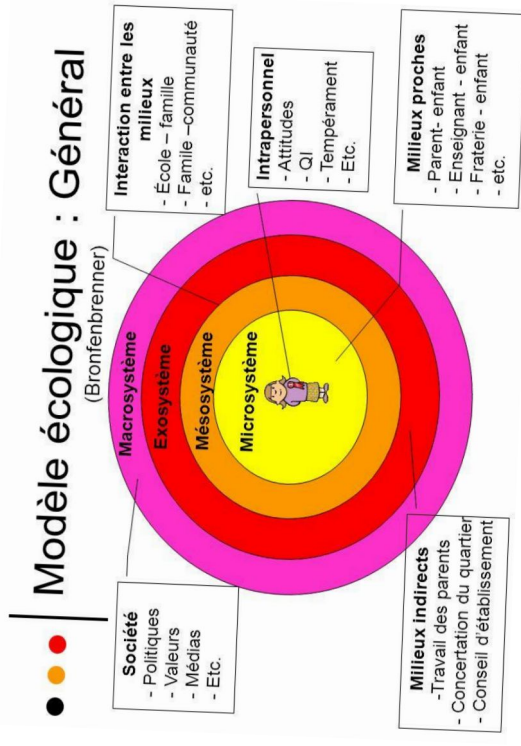 Modèle écologique : Général
(Bronfenbrenner)
Société
- Politiques
- Valeurs
- Médias
- Etc.
Macrosystème
Exosystème
Mésosystème
Microsystème
Interaction entre les
milieux
- École – famille
- Famille –communauté
- etc.
Intrapersonnel
- Attitudes
- QI
- Tempérament
- Etc.
Milieux indirects
-Travail des parents
- Concertation du quartier
- Conseil d'établissement
Milieux proches
- Parent- enfant
- Enseignant - enfant
- Fraterie - enfant
- etc.